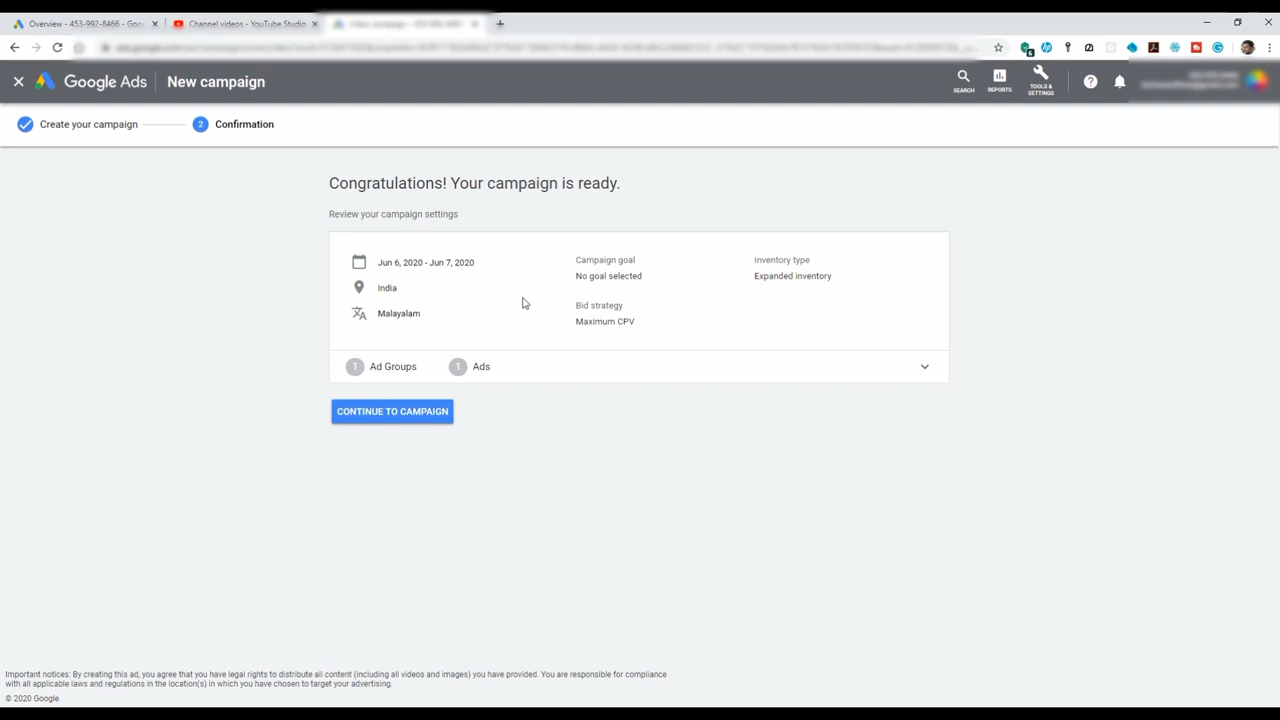 Overview - 453-992-8466 - Goo
Channel videos - YouTube Studio
Google Ads
New campaign
SEARCH
REPORTS
TOOLS &
SETTINGS
Create your campaign
2 Confirmation
Congratulations! Your campaign is ready.
Review your campaign settings
Jun 6, 2020 - Jun 7, 2020
India
Malayalam
Campaign goal
No goal selected
Bid strategy
Maximum CPV
Inventory type
Expanded inventory
1 Ad Groups
1 Ads
CONTINUE TO CAMPAIGN
Important notices: By creating this ad, you agree that you have legal rights to distribute all content (including all videos and images) you have provided. You are responsible for compliance
with all applicable laws and regulations in the location(s) in which you have chosen to target your advertising.
© 2020 Google